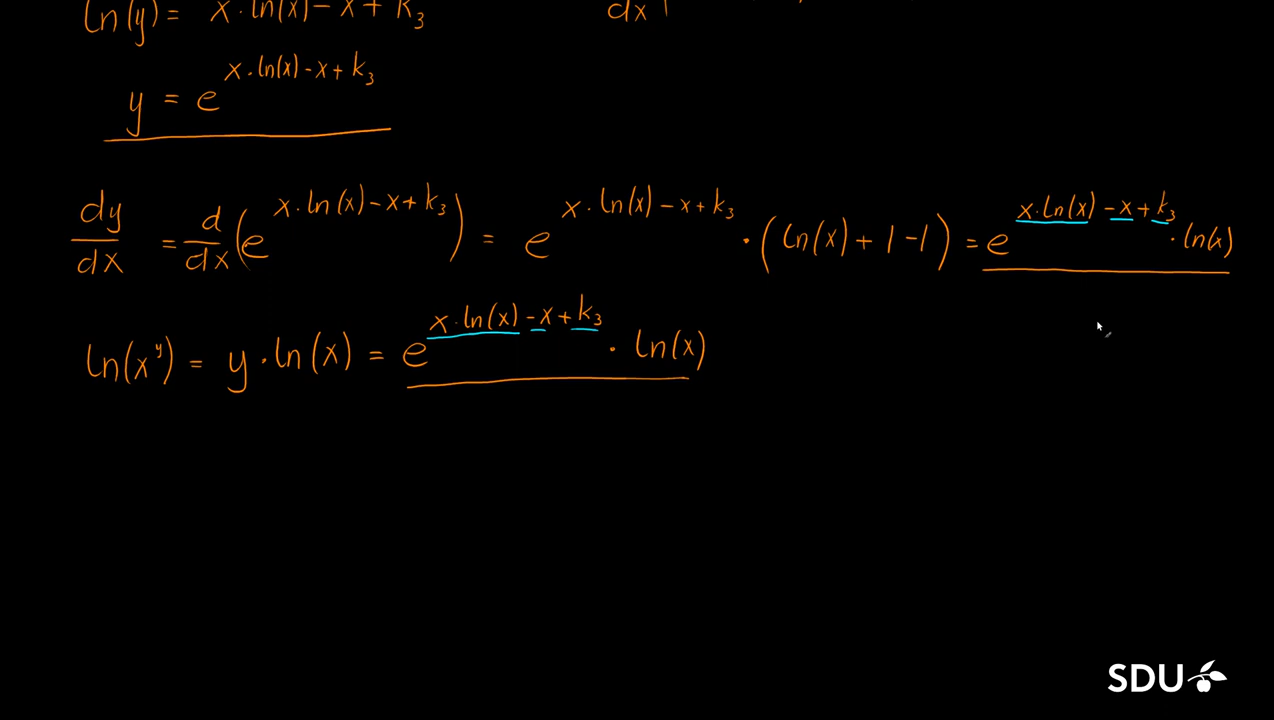 ln(y) = x·ln(x) − x + k₃
dx
y = e^(x·ln(x) − x + k₃)
dy/dx = d/dx (e^(x·ln(x) − x + k₃)) = e^(x·ln(x) − x + k₃) · (ln(x) + 1 − 1) = e^(x·ln(x) − x + k₃) · ln(x)
ln(x^y) = y·ln(x) = e^(x·ln(x) − x + k₃) · ln(x)
SDU